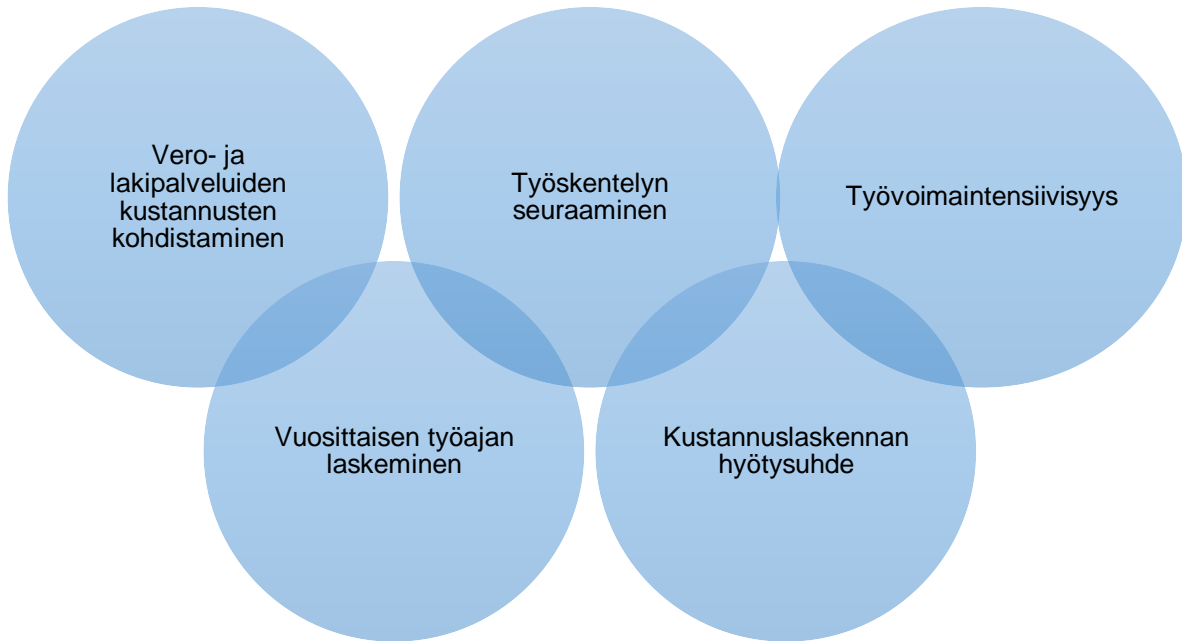 Vero- ja
lakipalveluiden
kustannusten
kohdistaminen
Työskentelyn
seuraaminen
Työvoimaintensiivisyys
Vuosittaisen työajan
laskeminen
Kustannuslaskennan
hyötysuhde